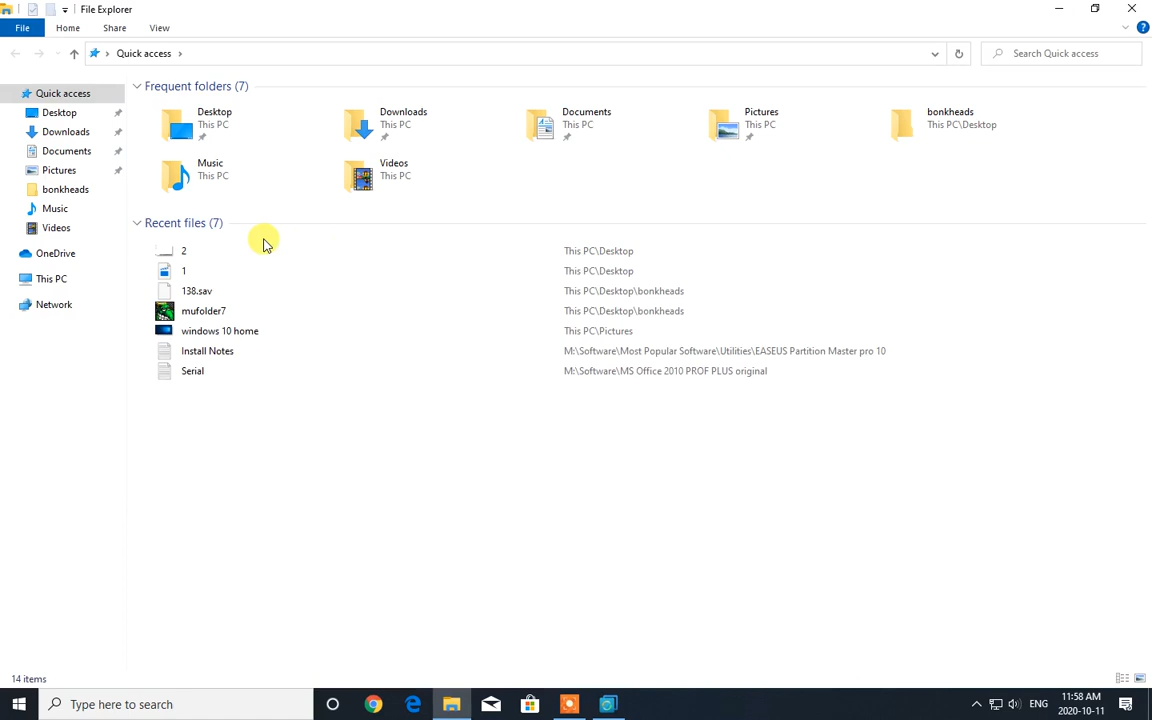 File Explorer
File Home Share View
Quick access
Search Quick access
Quick access
Desktop
Downloads
Documents
Pictures
bonkheads
Music
Videos
OneDrive
This PC
Network
Frequent folders (7)
Desktop
This PC
Downloads
This PC
Documents
This PC
Pictures
This PC
bonkheads
This PC\Desktop
Music
This PC
Videos
This PC
Recent files (7)
2 This PC\Desktop
1 This PC\Desktop
138.sav This PC\Desktop\bonkheads
mufolder7 This PC\Desktop\bonkheads
windows 10 home This PC\Pictures
Install Notes M:\Software\Most Popular Software\Utilities\EASEUS Partition Master pro 10
Serial M:\Software\MS Office 2010 PROF PLUS original
14 items
Type here to search
ENG
11:58 AM
2020-10-11